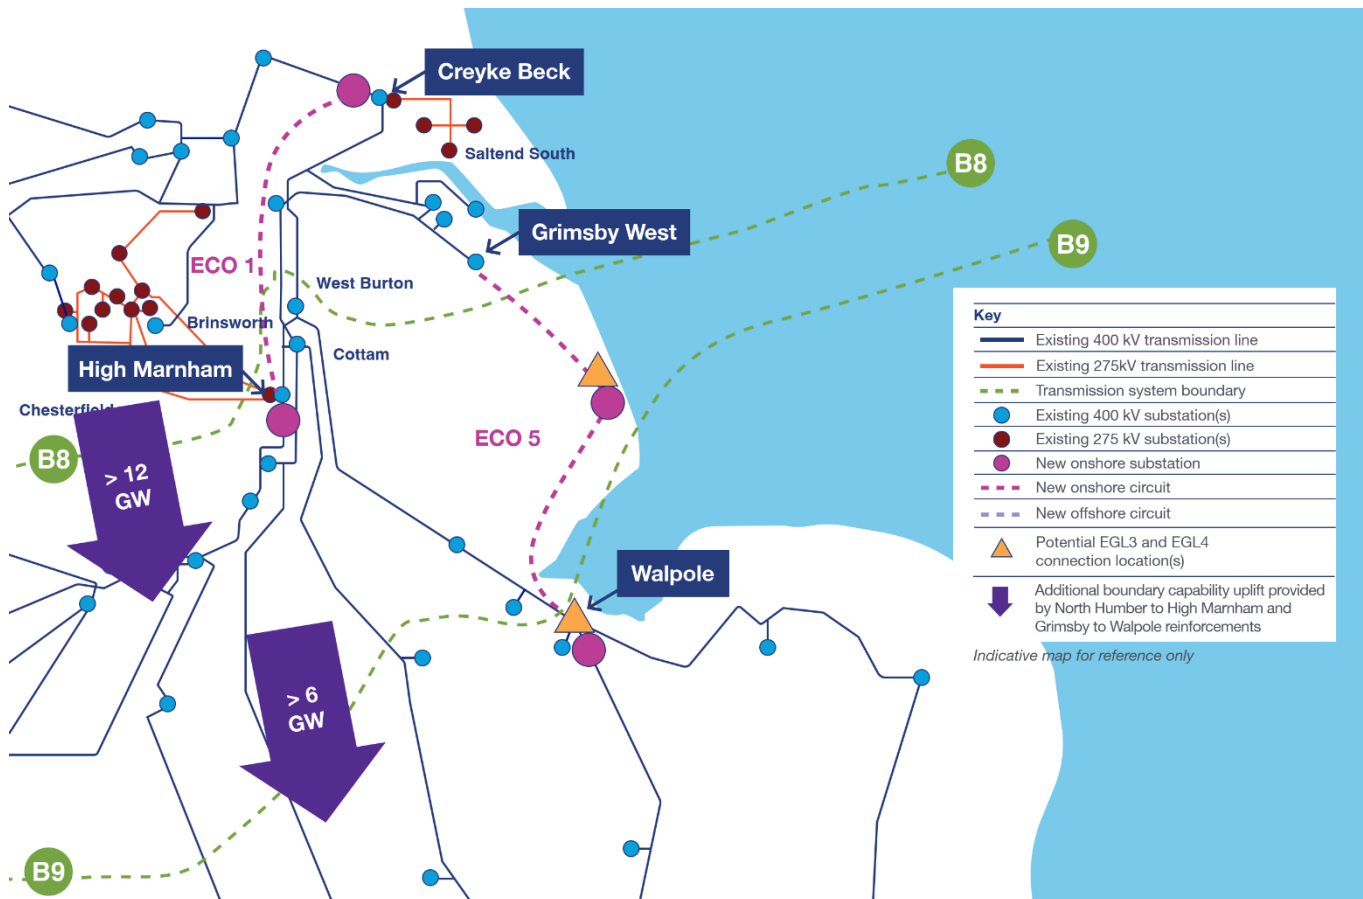 Creyke Beck
Saltend South
B8
Grimsby West
B9
ECO 1
West Burton
Brinsworth
Cottam
High Marnham
Chesterfield
B8
> 12
GW
ECO 5
Walpole
> 6
GW
B9
Key
Existing 400 kV transmission line
Existing 275kV transmission line
Transmission system boundary
Existing 400 kV substation(s)
Existing 275 kV substation(s)
New onshore substation
New onshore circuit
New offshore circuit
Potential EGL3 and EGL4
connection location(s)
Additional boundary capability uplift provided
by North Humber to High Marnham and
Grimsby to Walpole reinforcements
Indicative map for reference only